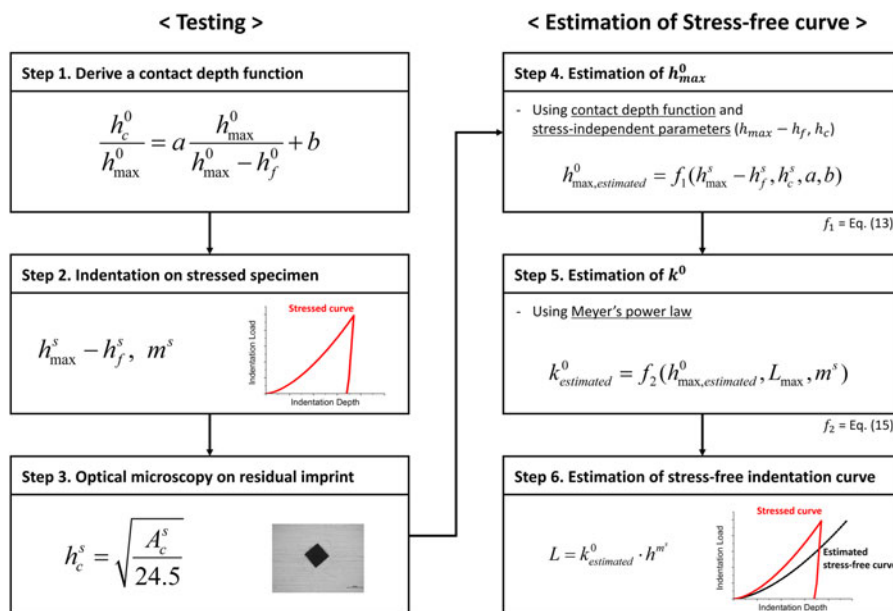 < Testing >
Step 1. Derive a contact depth function
h_c^0 / h_max^0 = a h_max^0 / (h_max^0 − h_f^0) + b
Step 2. Indentation on stressed specimen
h_max^s − h_f^s, m^s
Stressed curve
Indentation Load
Indentation Depth
Step 3. Optical microscopy on residual imprint
h_c^s = √(A_c^s / 24.5)
< Estimation of Stress-free curve >
Step 4. Estimation of h_max^0
- Using contact depth function and
stress-independent parameters (h_max − h_f, h_c)
h_max,estimated^0 = f_1(h_max^s − h_f^s, h_c^s, a, b)
f_1 = Eq. (13)
Step 5. Estimation of k^0
- Using Meyer's power law
k_estimated^0 = f_2(h_max,estimated^0, L_max, m^s)
f_2 = Eq. (15)
Step 6. Estimation of stress-free indentation curve
L = k_estimated^0 · h^m^s
Stressed curve
Estimated
stress-free curve
Indentation Load
Indentation Depth